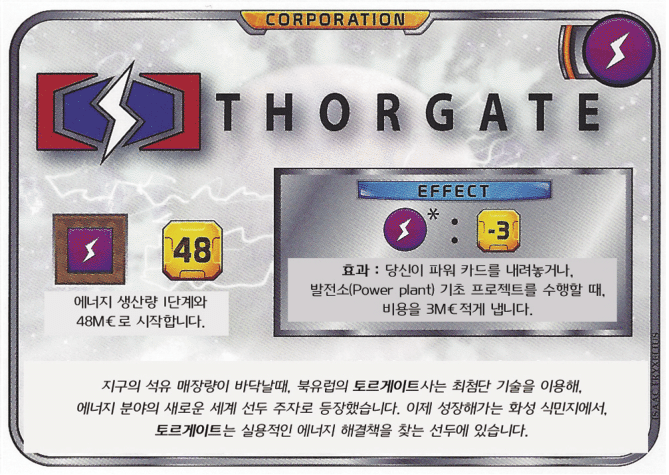 CORPORATION
THORGATE
EFFECT
* : -3
48
효과 : 당신이 파워 카드를 내려놓거나,
발전소(Power plant) 기초 프로젝트를 수행할 때,
비용을 3M€ 적게 냅니다.
에너지 생산량 1단계와
48M€로 시작합니다.
지구의 석유 매장량이 바닥날때, 북유럽의 토르게이트사는 최첨단 기술을 이용해,
에너지 분야의 새로운 세계 선두 주자로 등장했습니다. 이제 성장해가는 화성 식민지에서,
토르게이트는 실용적인 에너지 해결책을 찾는 선두에 있습니다.